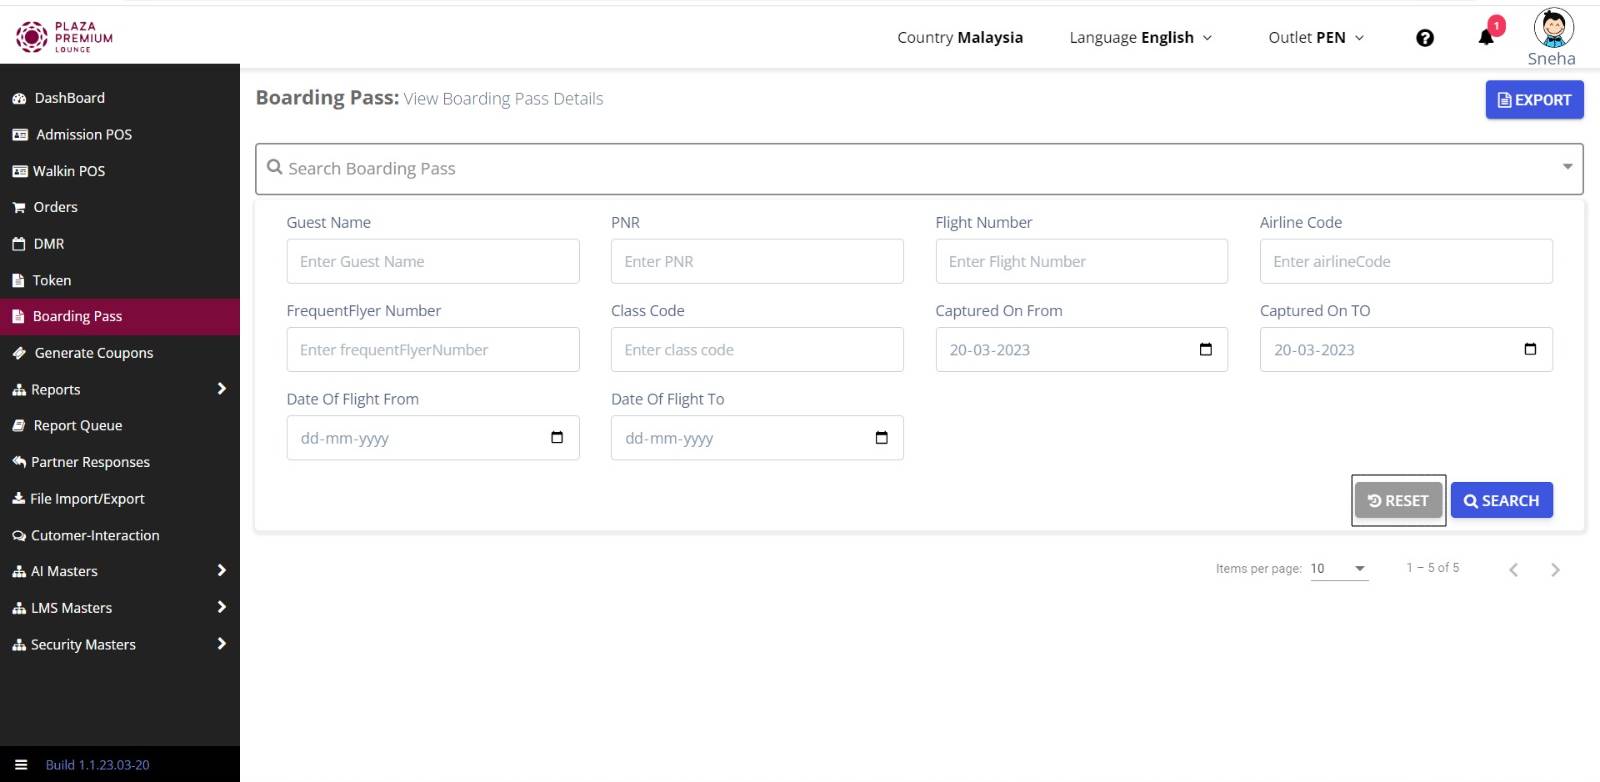 PLAZA
PREMIUM
LOUNGE
Country Malaysia
Language English
Outlet PEN
1
Sneha
DashBoard
Admission POS
Walkin POS
Orders
DMR
Token
Boarding Pass
Generate Coupons
Reports
Report Queue
Partner Responses
File Import/Export
Cutomer-Interaction
AI Masters
LMS Masters
Security Masters
Build 1.1.23.03-20
Boarding Pass: View Boarding Pass Details
EXPORT
Search Boarding Pass
Guest Name
Enter Guest Name
PNR
Enter PNR
Flight Number
Enter Flight Number
Airline Code
Enter airlineCode
FrequentFlyer Number
Enter frequentFlyerNumber
Class Code
Enter class code
Captured On From
20-03-2023
Captured On TO
20-03-2023
Date Of Flight From
dd-mm-yyyy
Date Of Flight To
dd-mm-yyyy
RESET
SEARCH
Items per page: 10
1 – 5 of 5